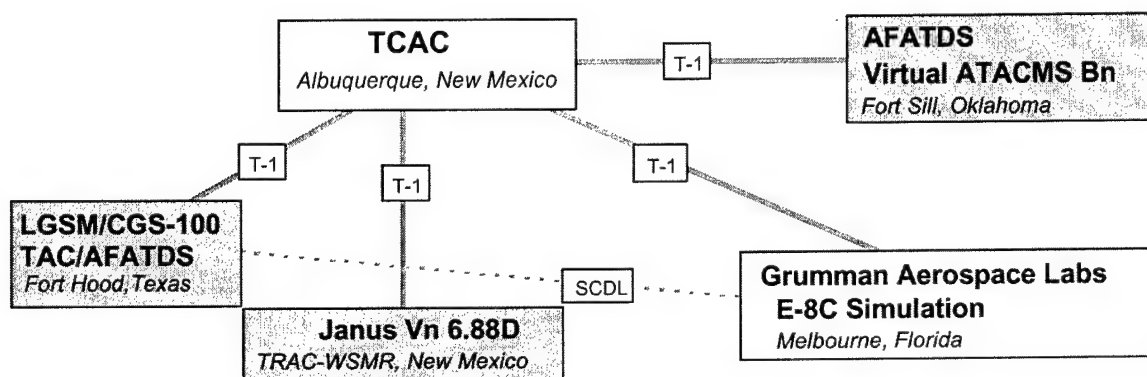 TCAC
Albuquerque, New Mexico
T-1
AFATDS
Virtual ATACMS Bn
Fort Sill, Oklahoma
T-1
T-1
T-1
LGSM/CGS-100
TAC/AFATDS
Fort Hood, Texas
SCDL
Grumman Aerospace Labs
E-8C Simulation
Melbourne, Florida
Janus Vn 6.88D
TRAC-WSMR, New Mexico